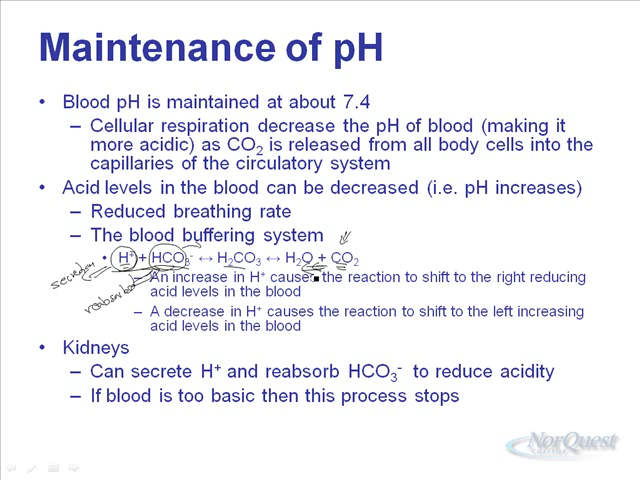 Maintenance of pH
• Blood pH is maintained at about 7.4
– Cellular respiration decrease the pH of blood (making it
more acidic) as CO₂ is released from all body cells into the
capillaries of the circulatory system
• Acid levels in the blood can be decreased (i.e. pH increases)
– Reduced breathing rate
– The blood buffering system
• H⁺ + HCO₃⁻ ↔ H₂CO₃ ↔ H₂O + CO₂
secretion
reabsorbed
An increase in H⁺ causes the reaction to shift to the right reducing
acid levels in the blood
– A decrease in H⁺ causes the reaction to shift to the left increasing
acid levels in the blood
• Kidneys
– Can secrete H⁺ and reabsorb HCO₃⁻ to reduce acidity
– If blood is too basic then this process stops
NorQuest
COLLEGE